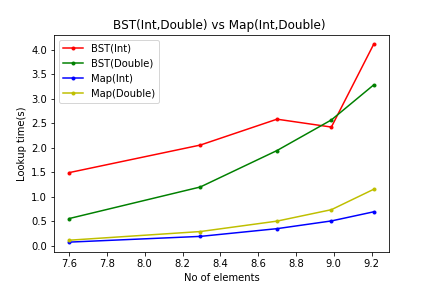 BST(Int,Double) vs Map(Int,Double)
BST(Int)
BST(Double)
Map(Int)
Map(Double)
Lookup time(s)
4.0
3.5
3.0
2.5
2.0
1.5
1.0
0.5
0.0
7.6 7.8 8.0 8.2 8.4 8.6 8.8 9.0 9.2
No of elements